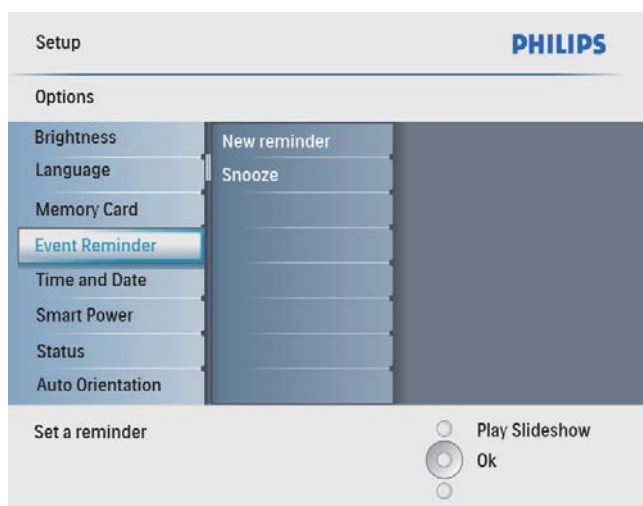 Setup
PHILIPS
Options
Brightness
Language
Memory Card
Event Reminder
Time and Date
Smart Power
Status
Auto Orientation
New reminder
Snooze
Set a reminder
Play Slideshow
Ok